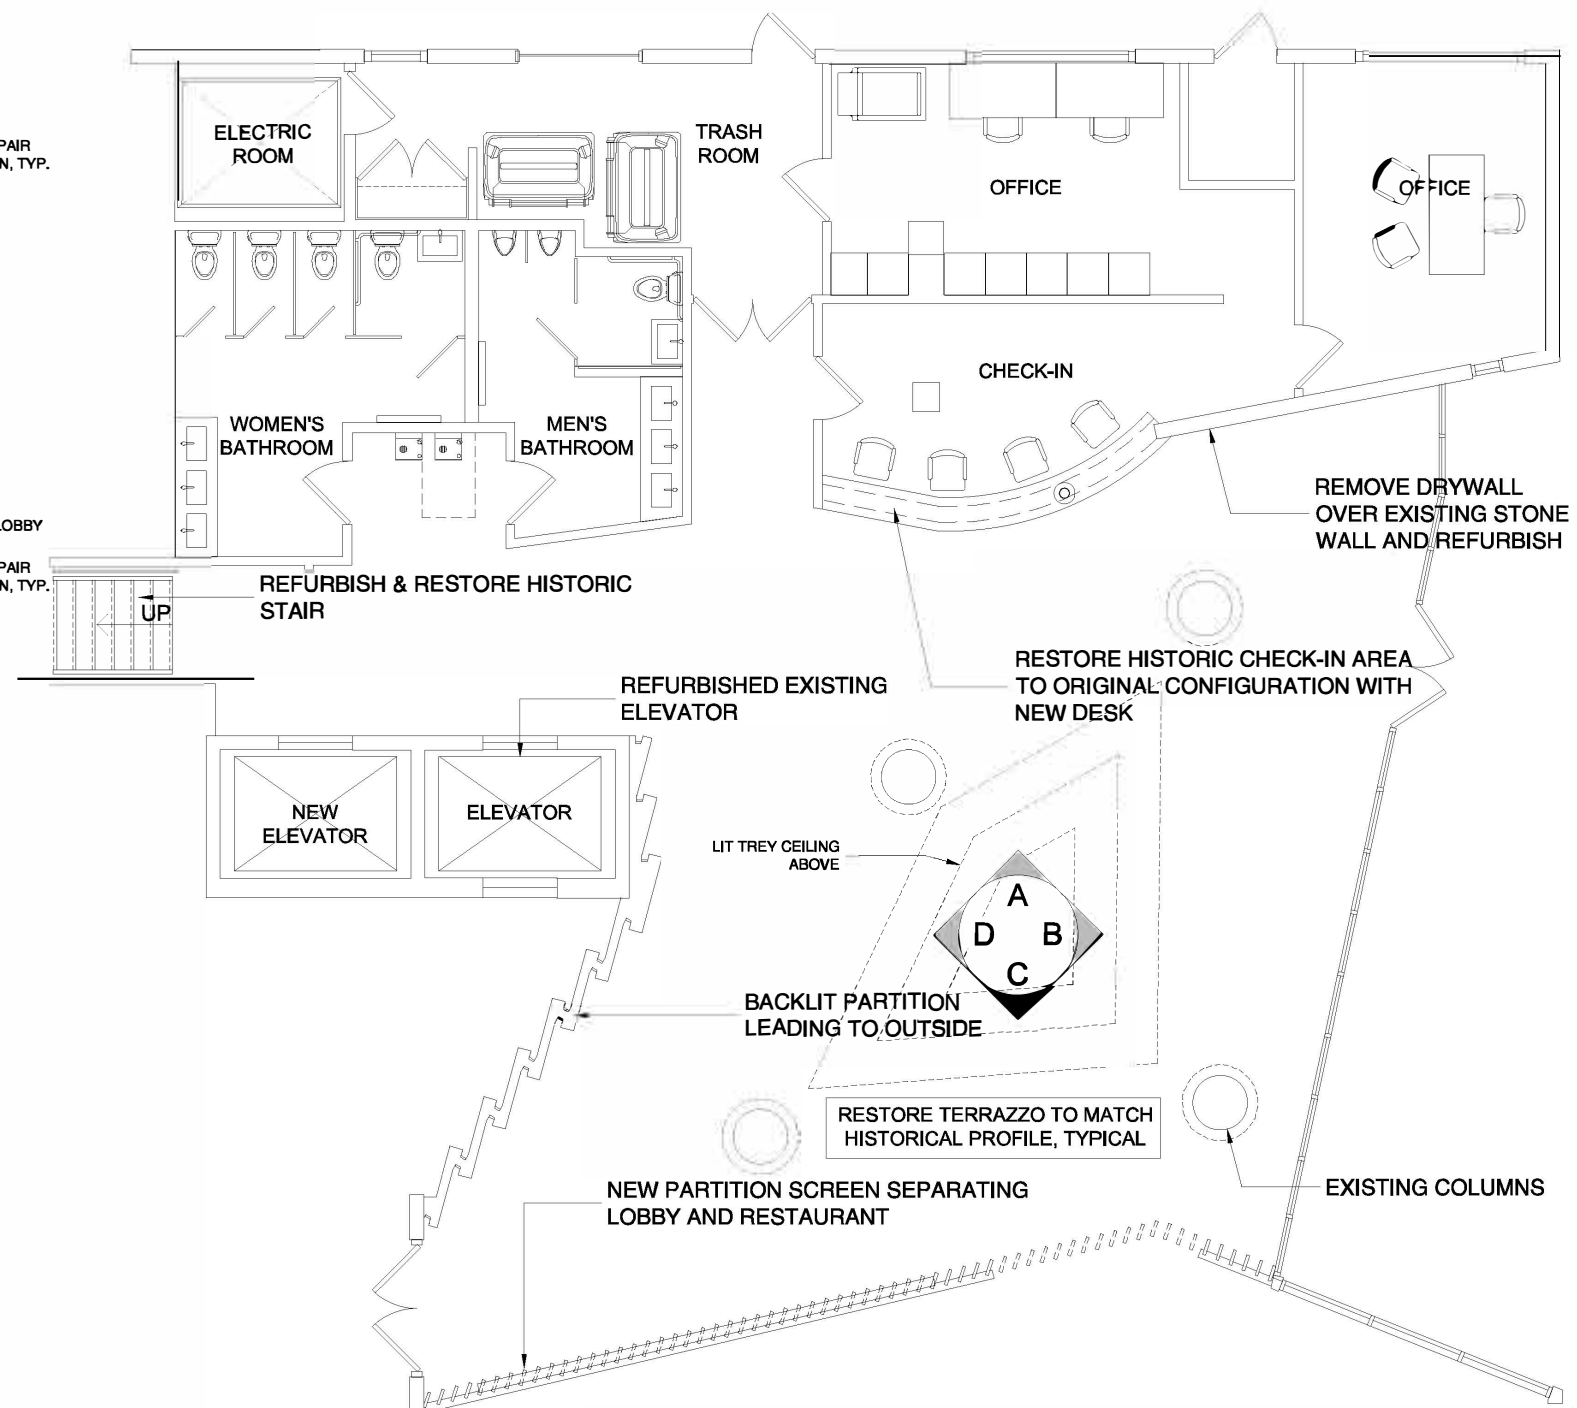 PAIR
N, TYP.
ELECTRIC
ROOM
TRASH
ROOM
OFFICE
OFFICE
CHECK-IN
WOMEN'S
BATHROOM
MEN'S
BATHROOM
REMOVE DRYWALL
OVER EXISTING STONE
WALL AND REFURBISH
LOBBY
PAIR
N, TYP.
REFURBISH & RESTORE HISTORIC
STAIR
UP
RESTORE HISTORIC CHECK-IN AREA
TO ORIGINAL CONFIGURATION WITH
NEW DESK
REFURBISHED EXISTING
ELEVATOR
NEW
ELEVATOR
ELEVATOR
LIT TREY CEILING
ABOVE
A
D B
C
BACKLIT PARTITION
LEADING TO OUTSIDE
RESTORE TERRAZZO TO MATCH
HISTORICAL PROFILE, TYPICAL
NEW PARTITION SCREEN SEPARATING
LOBBY AND RESTAURANT
EXISTING COLUMNS